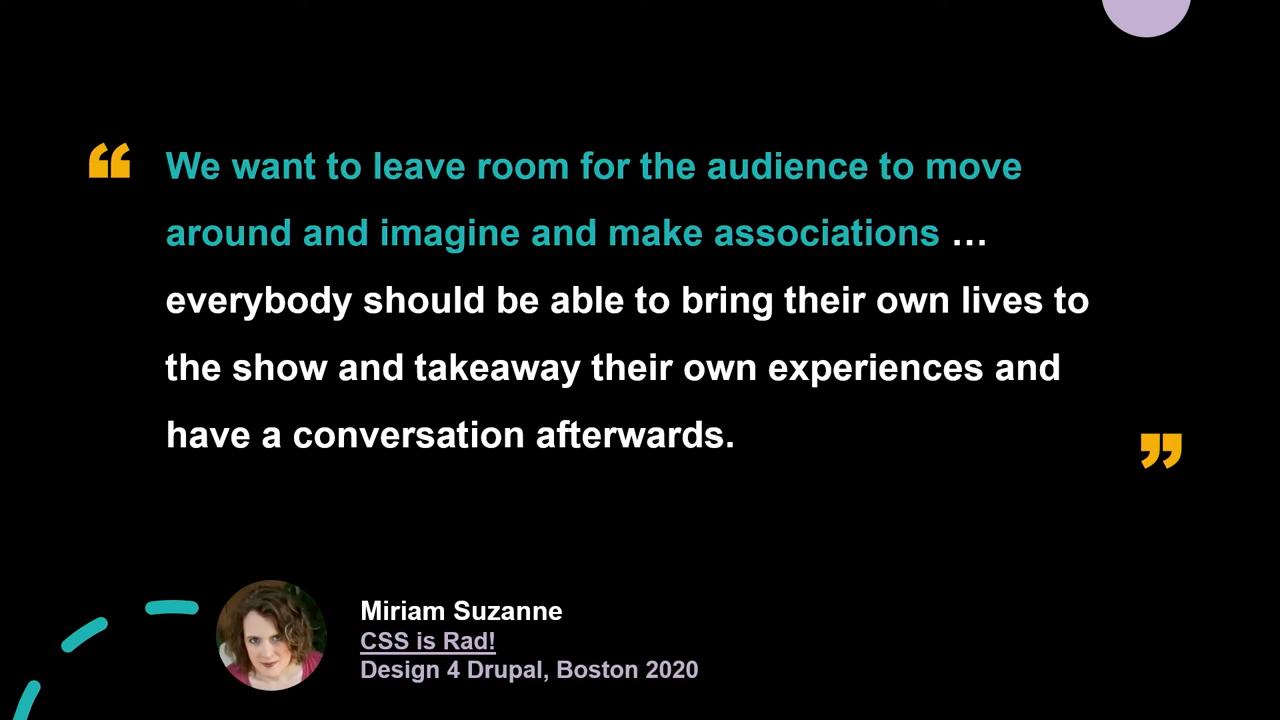 “ We want to leave room for the audience to move
around and imagine and make associations …
everybody should be able to bring their own lives to
the show and takeaway their own experiences and
have a conversation afterwards. ”
Miriam Suzanne
CSS is Rad!
Design 4 Drupal, Boston 2020